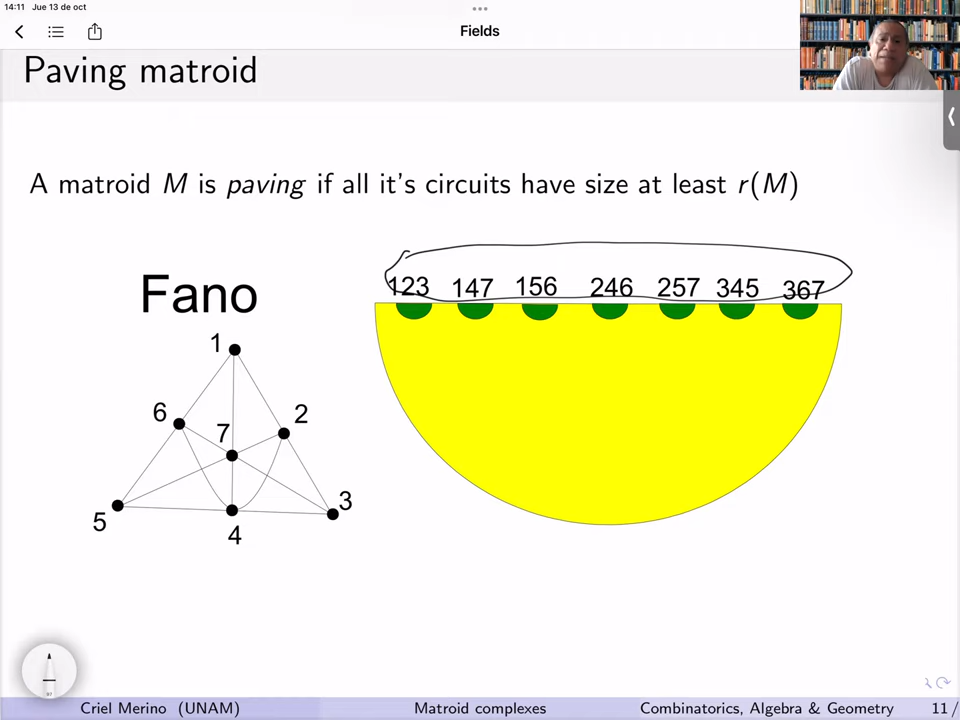 14:11 Jue 13 de oct
Fields
Paving matroid
A matroid M is paving if all it's circuits have size at least r(M)
Fano
123 147 156 246 257 345 367
1
6
2
7
5
3
4
Criel Merino (UNAM)
Matroid complexes
Combinatorics, Algebra & Geometry
11 /